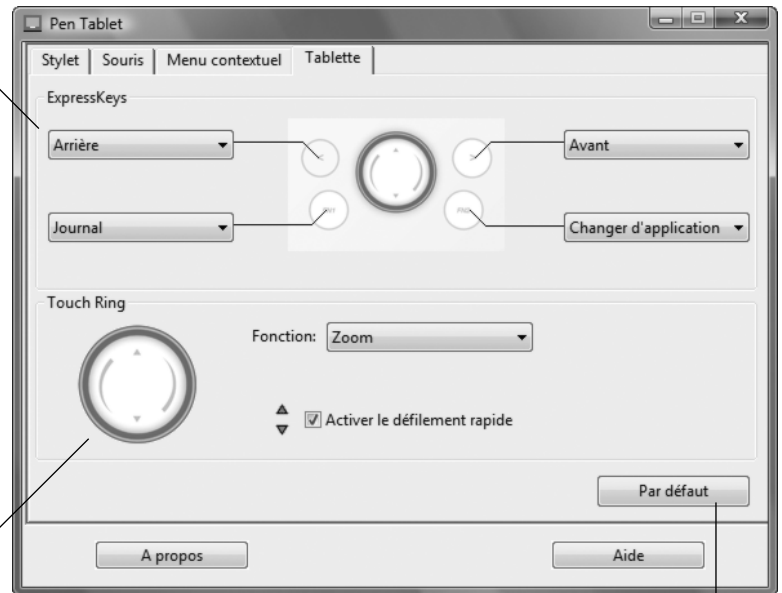 Pen Tablet
Stylet Souris Menu contextuel Tablette
ExpressKeys
Arrière < > Avant
Journal Changer d'application
Touch Ring
Fonction: Zoom
Activer le défilement rapide
Par défaut
A propos Aide